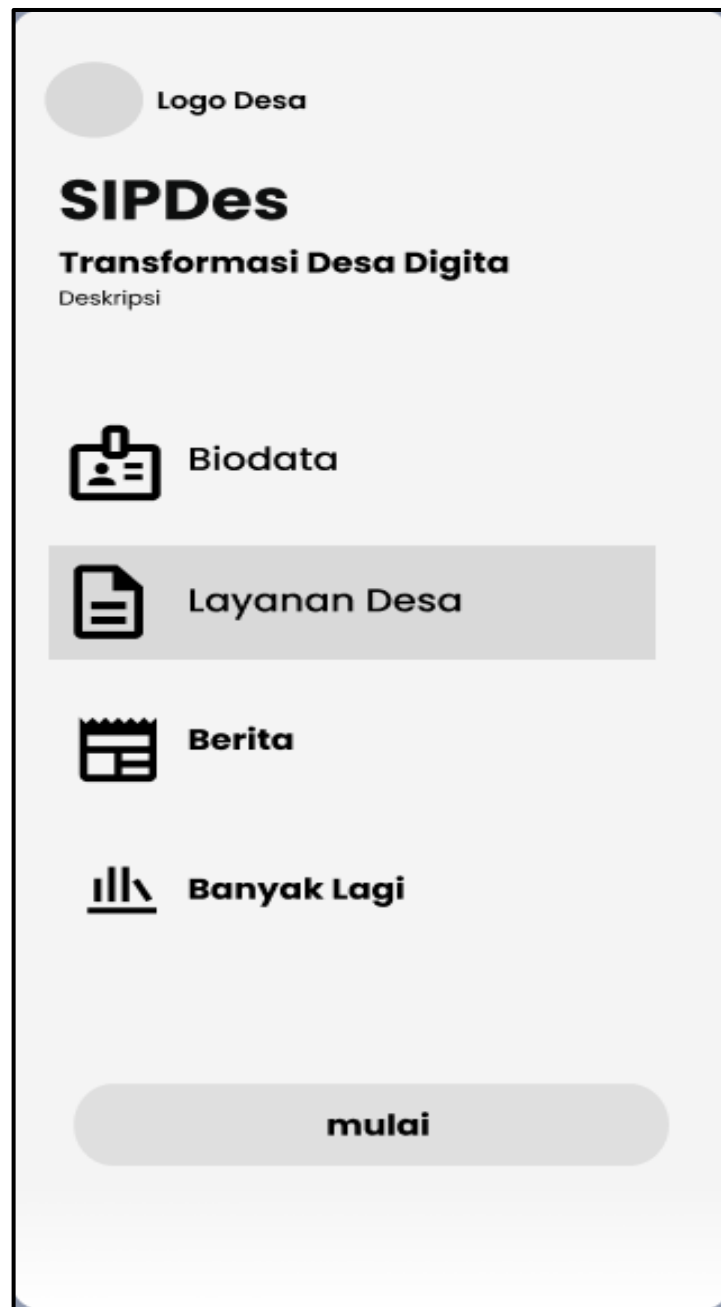 Logo Desa
SIPDes
Transformasi Desa Digita
Deskripsi
Biodata
Layanan Desa
Berita
Banyak Lagi
mulai